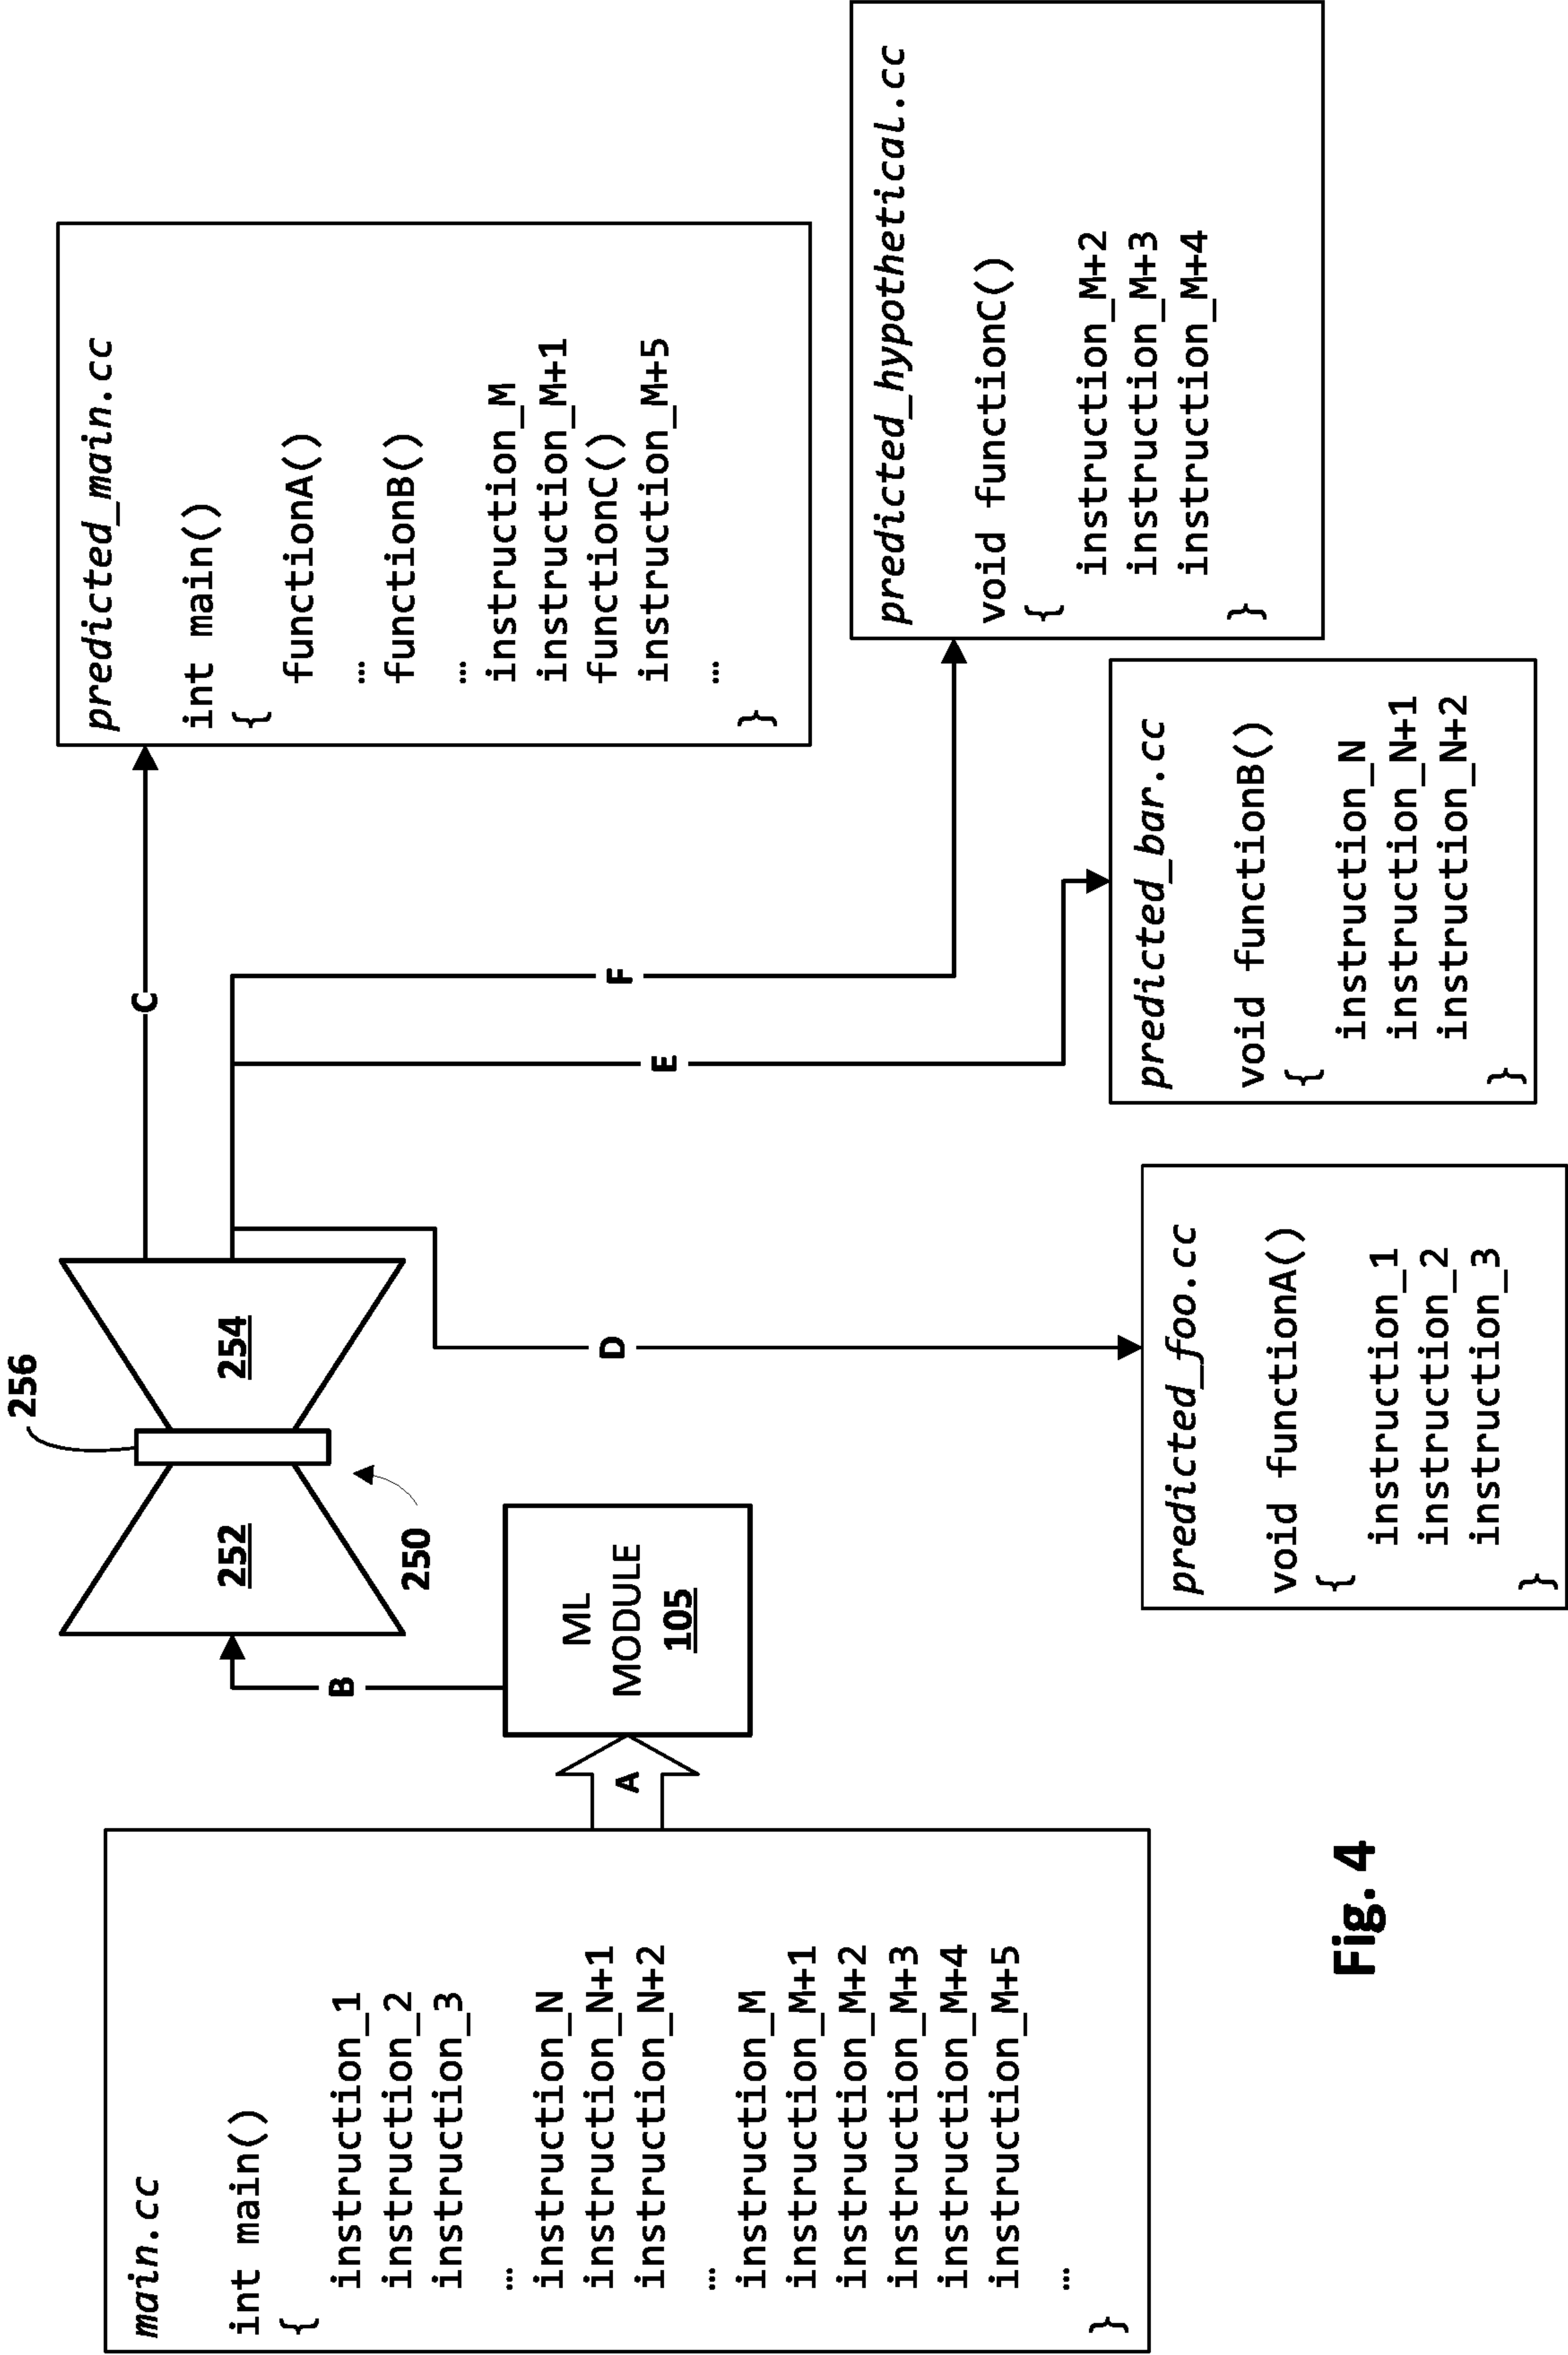 main.cc
int main()
{
instruction_1
instruction_2
instruction_3
...
instruction_N
instruction_N+1
instruction_N+2
...
instruction_M
instruction_M+1
instruction_M+2
instruction_M+3
instruction_M+4
instruction_M+5
...
}
A
ML
MODULE
105
B
252
250
256
254
C
D
E
F
predicted_main.cc
int main()
{
functionA()
...
functionB()
...
instruction_M
instruction_M+1
functionC()
instruction_M+5
...
}
predicted_foo.cc
void functionA()
{
instruction_1
instruction_2
instruction_3
}
predicted_bar.cc
void functionB()
{
instruction_N
instruction_N+1
instruction_N+2
}
predicted_hypothetical.cc
void functionC()
{
instruction_M+2
instruction_M+3
instruction_M+4
}
Fig. 4